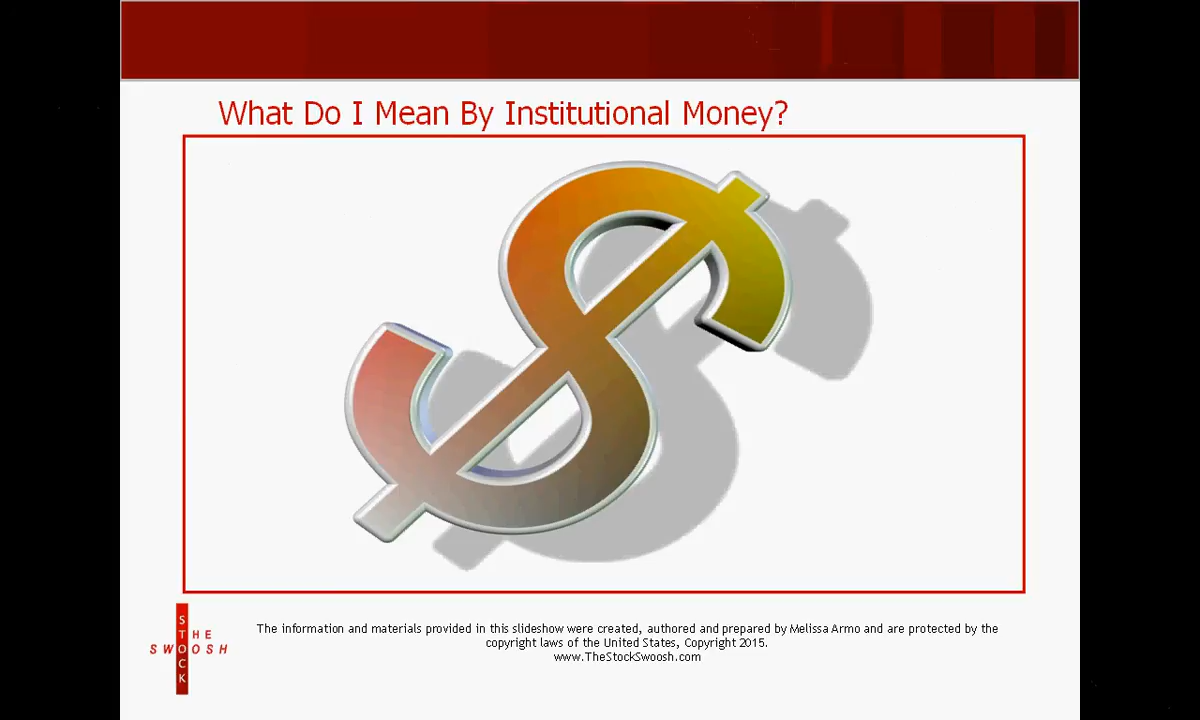 What Do I Mean By Institutional Money?
THE
STOCK
SWOOSH
The information and materials provided in this slideshow were created, authored and prepared by Melissa Armo and are protected by the
copyright laws of the United States, Copyright 2015.
www.TheStockSwoosh.com